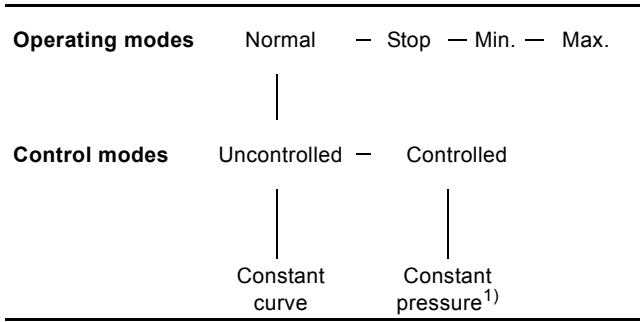 Operating modes Normal – Stop – Min. – Max.
Control modes Uncontrolled – Controlled
Constant curve Constant pressure1)